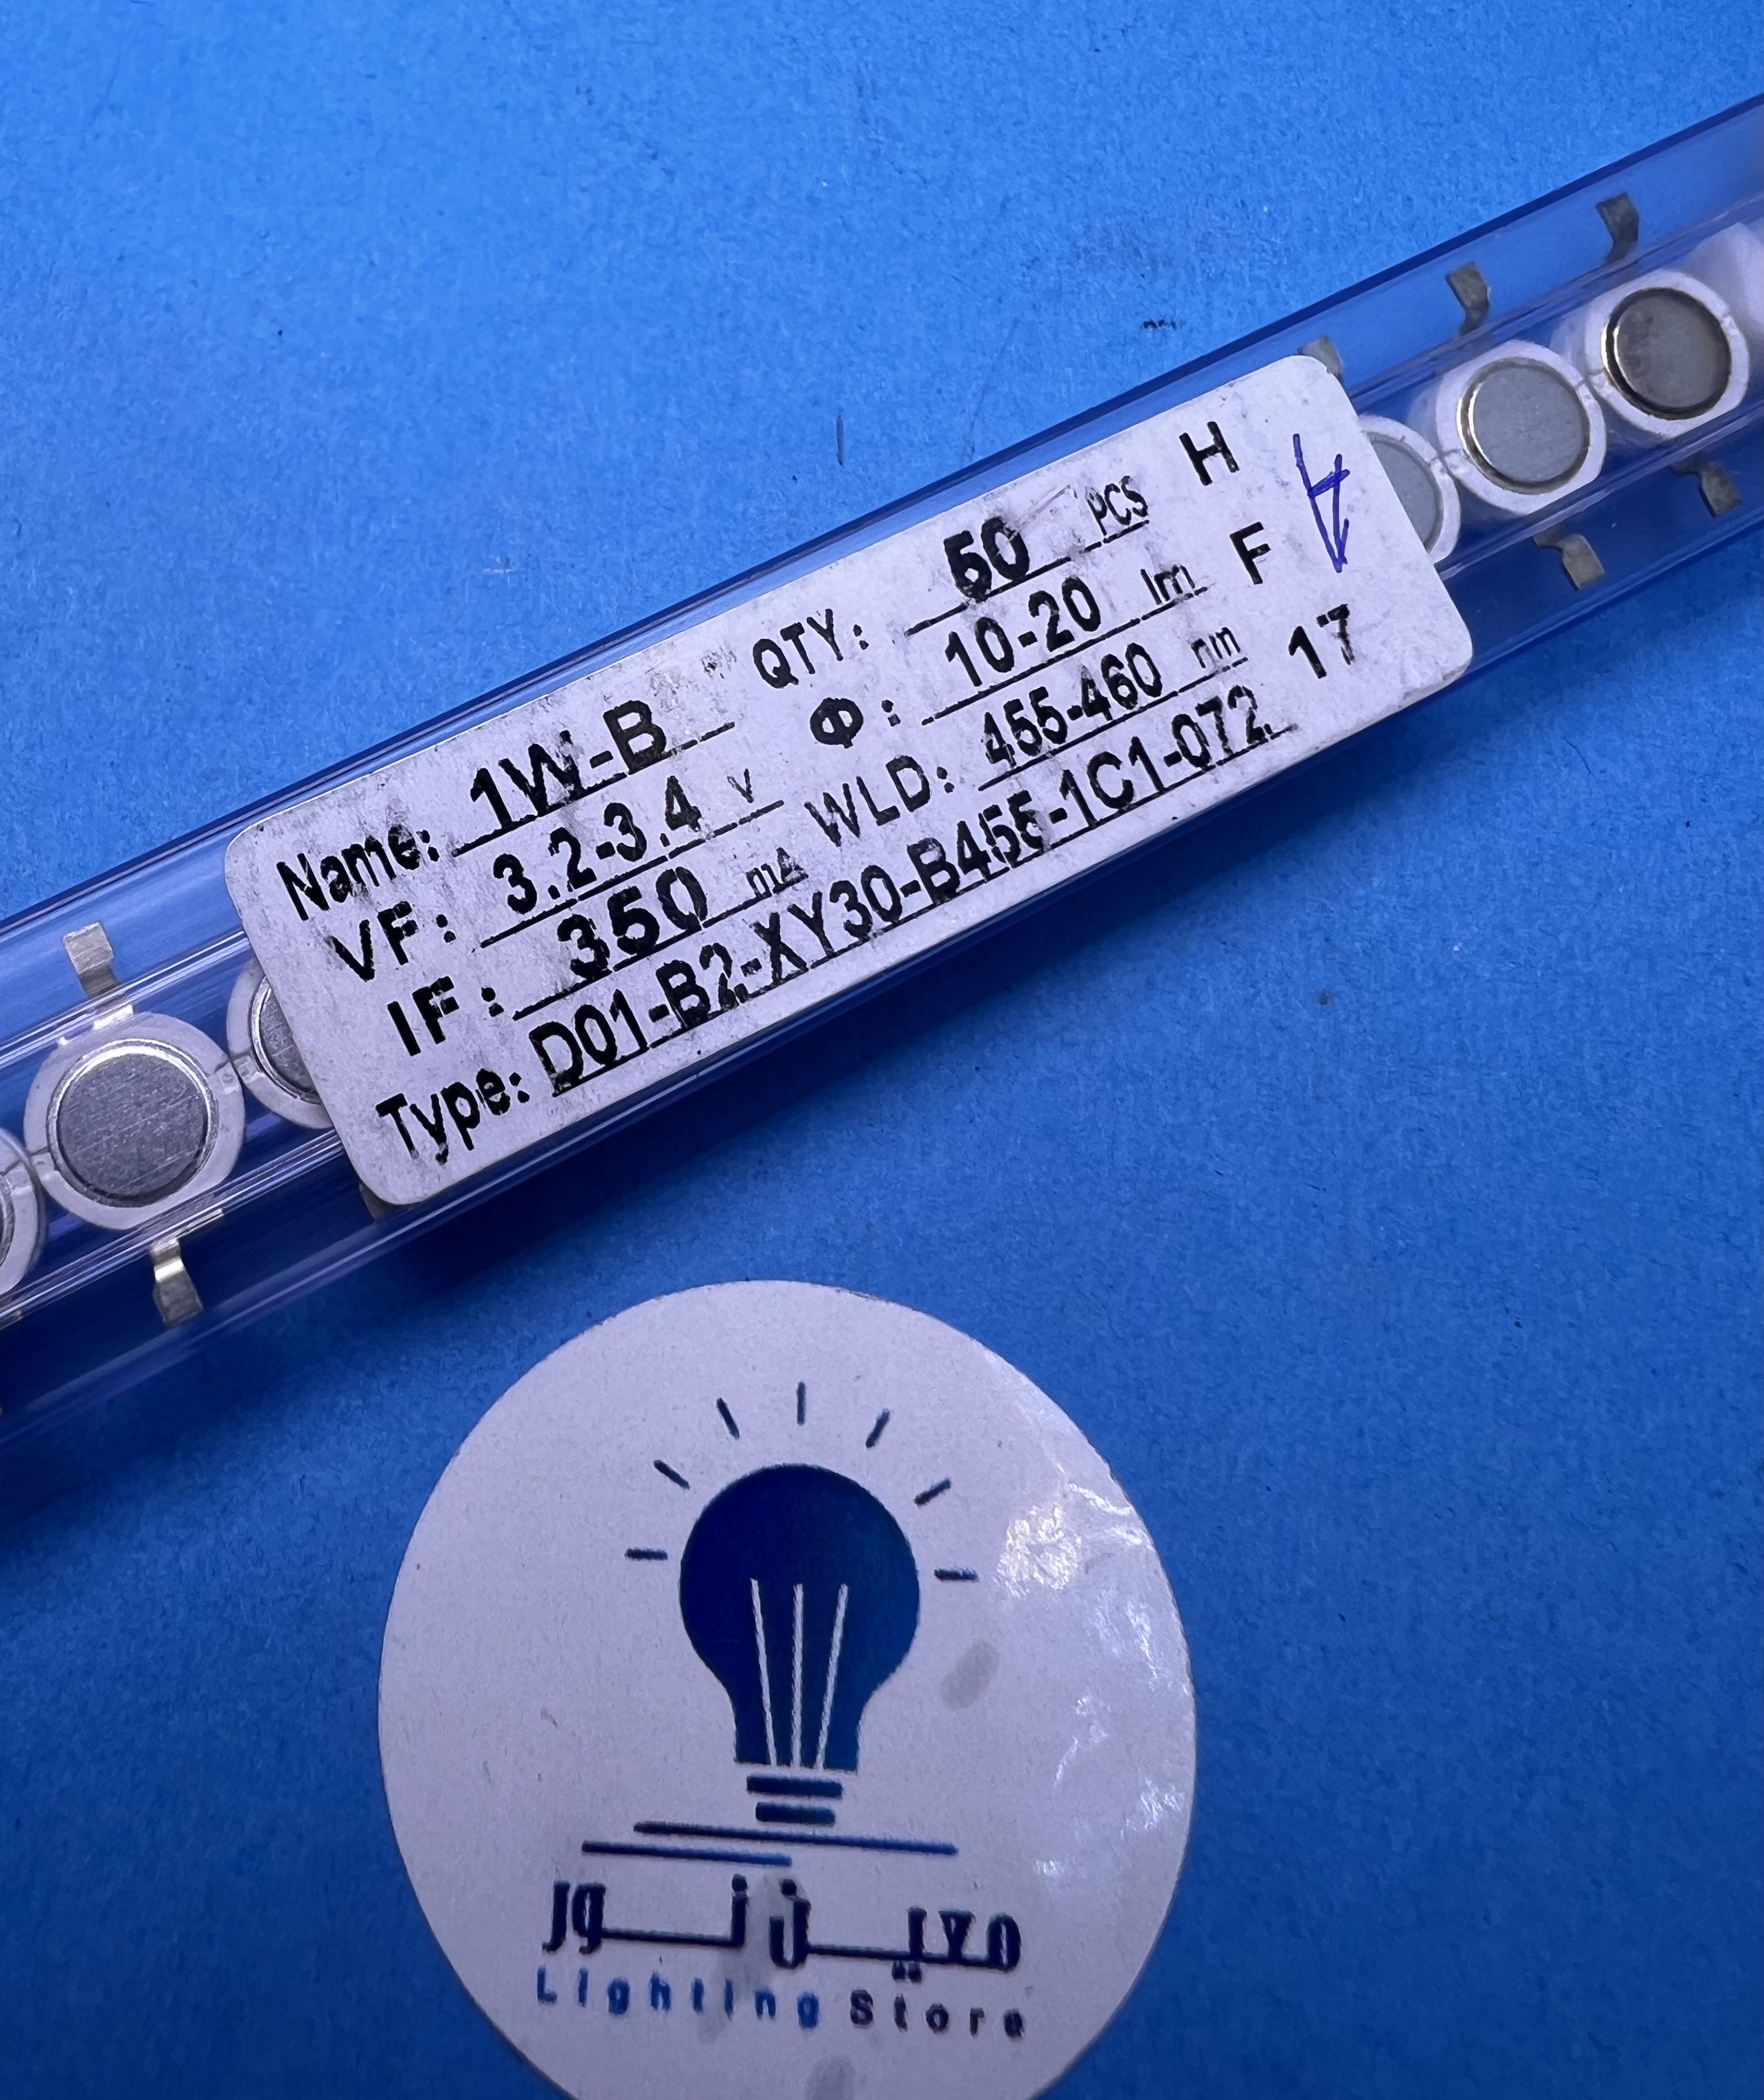 Name: 1W-B QTY: 50 PCS H
VF: 3.2-3.4 V Φ: 10-20 lm F
IF: 350 mA WLD: 455-460 nm 17
Type: D01-B2-XY30-B455-1C1-072
معین نور
Lighting Store